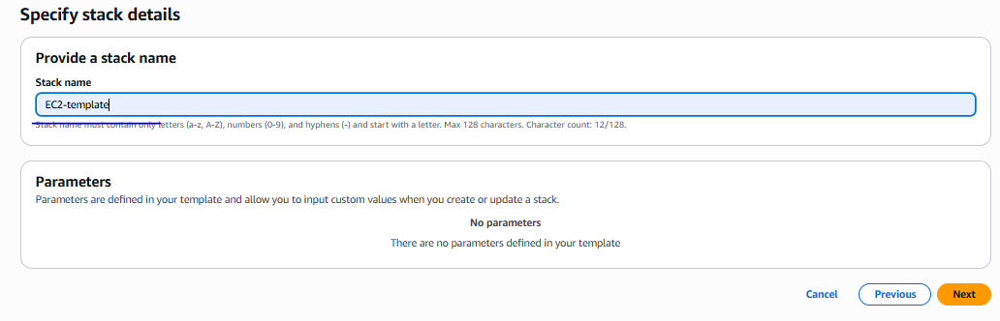 Specify stack details
Provide a stack name
Stack name
EC2-template
Stack name must contain only letters (a-z, A-Z), numbers (0-9), and hyphens (-) and start with a letter. Max 128 characters. Character count: 12/128.
Parameters
Parameters are defined in your template and allow you to input custom values when you create or update a stack.
No parameters
There are no parameters defined in your template
Cancel Previous Next